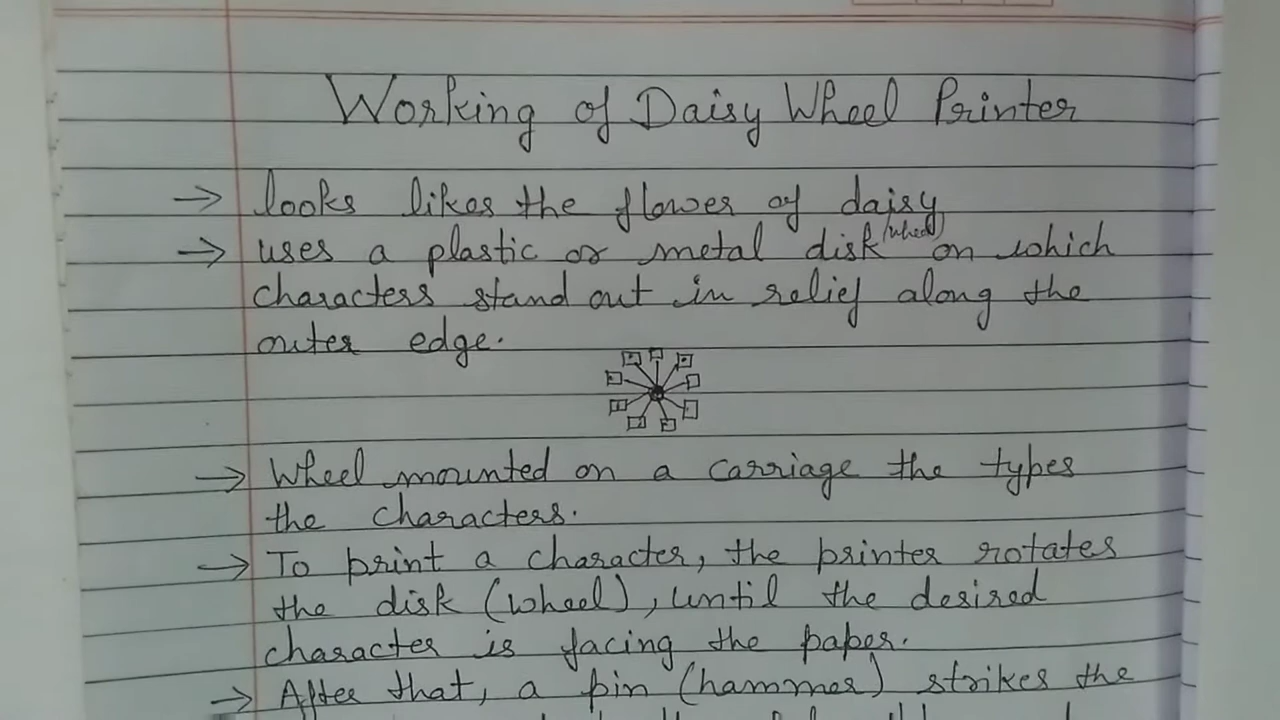 Working of Daisy Wheel Printer
→ looks likes the flower of daisy
→ uses a plastic or metal disk (wheel) on which
characters stand out in relief along the
outer edge.
→ Wheel mounted on a carriage the types
the characters.
→ To print a character, the printer rotates
the disk (wheel), until the desired
character is facing the paper.
→ After that, a pin (hammer) strikes the